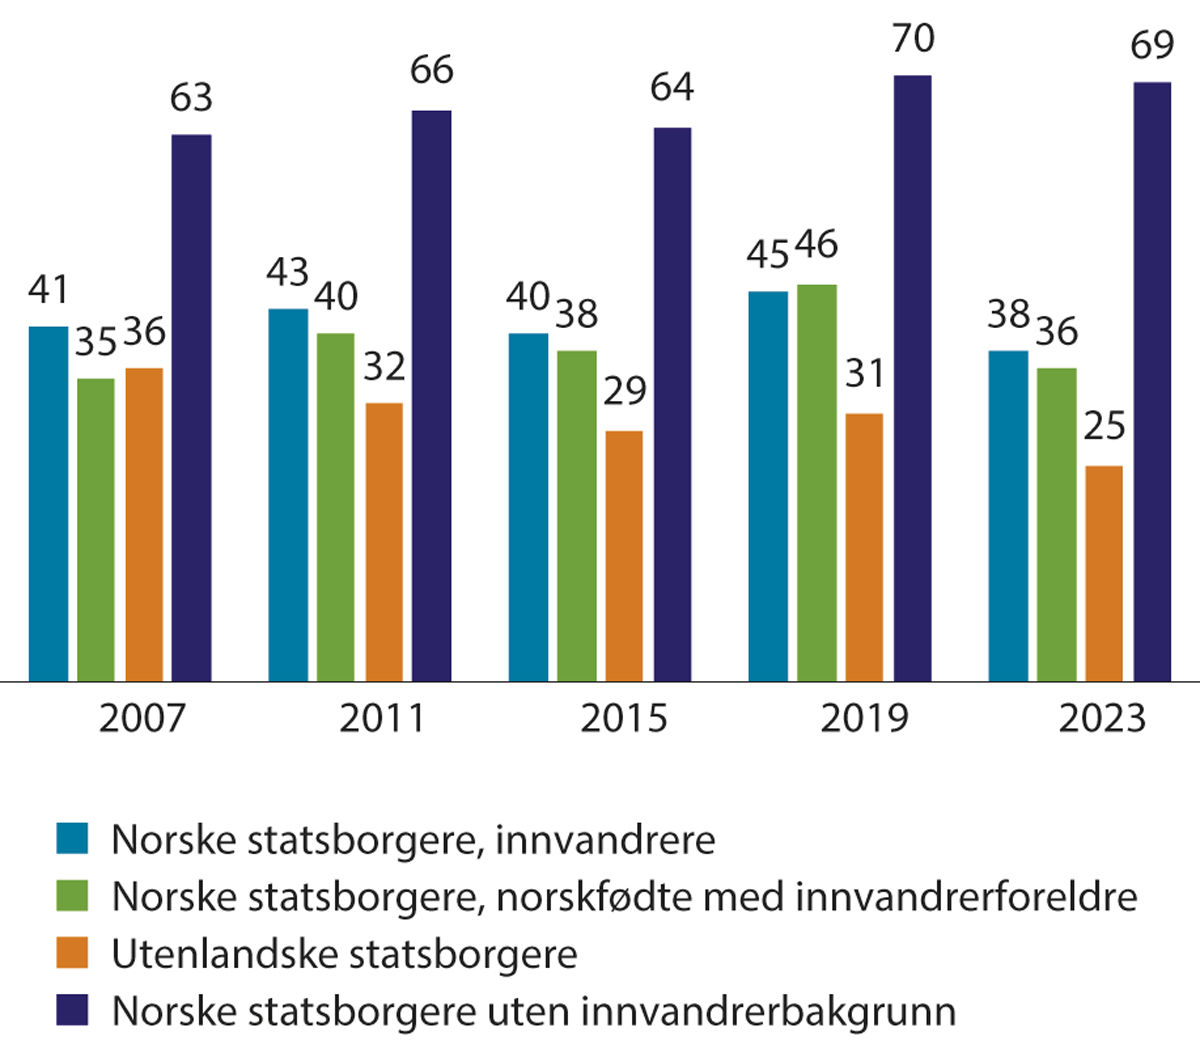 41 35 36 63
43 40 32 66
40 38 29 64
45 46 31 70
38 36 25 69
2007 2011 2015 2019 2023
Norske statsborgere, innvandrere
Norske statsborgere, norskfødte med innvandrerforeldre
Utenlandske statsborgere
Norske statsborgere uten innvandrerbakgrunn